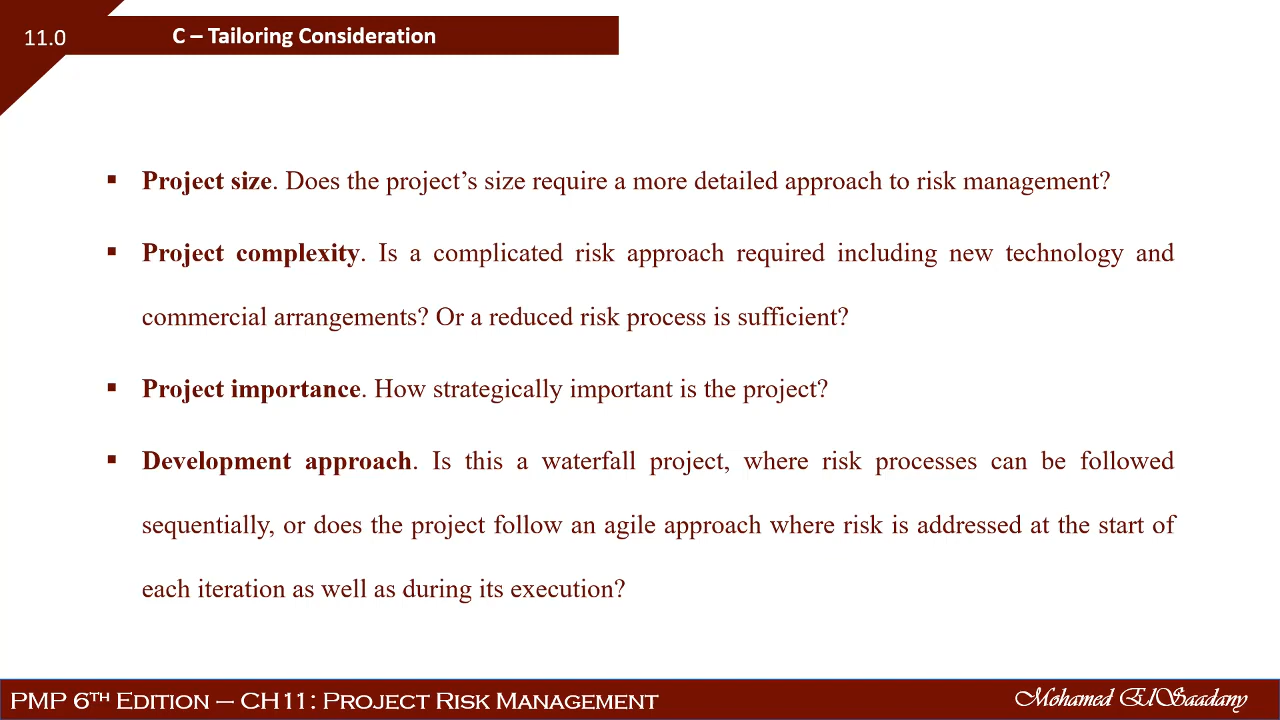 11.0
C – Tailoring Consideration
▪ Project size. Does the project’s size require a more detailed approach to risk management?
▪ Project complexity. Is a complicated risk approach required including new technology and
commercial arrangements? Or a reduced risk process is sufficient?
▪ Project importance. How strategically important is the project?
▪ Development approach. Is this a waterfall project, where risk processes can be followed
sequentially, or does the project follow an agile approach where risk is addressed at the start of
each iteration as well as during its execution?
PMP 6TH Edition – CH11: Project Risk Management
Mohamed ElSaadany